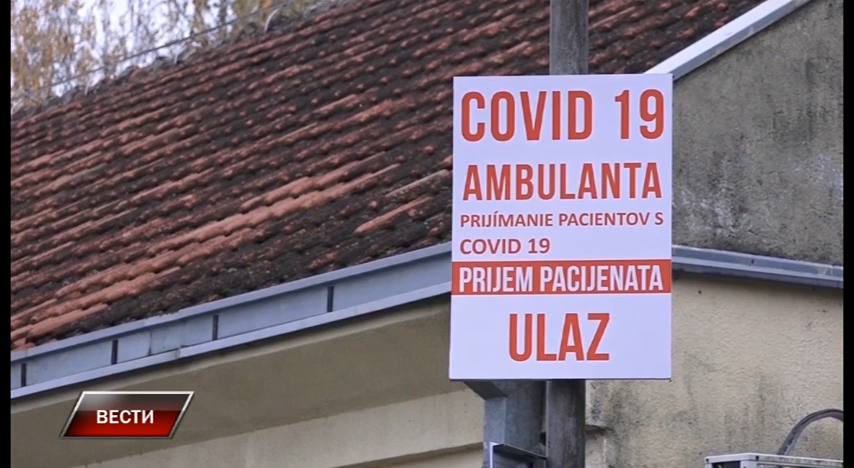 COVID 19
AMBULANTA
PRIJÍMANIE PACIENTOV S
COVID 19
PRIJEM PACIJENATA
ULAZ
ВЕСТИ